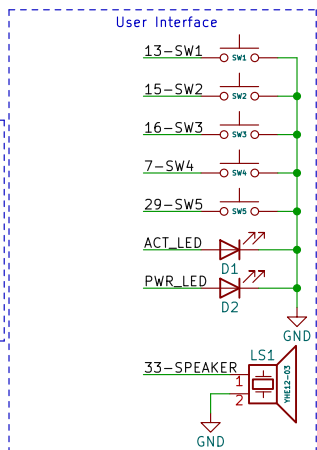 User Interface
13-SW1
SW1
15-SW2
SW2
16-SW3
SW3
7-SW4
SW4
29-SW5
SW5
ACT_LED
D1
PWR_LED
D2
GND
LS1
33-SPEAKER
1
2
YHE12-03
GND